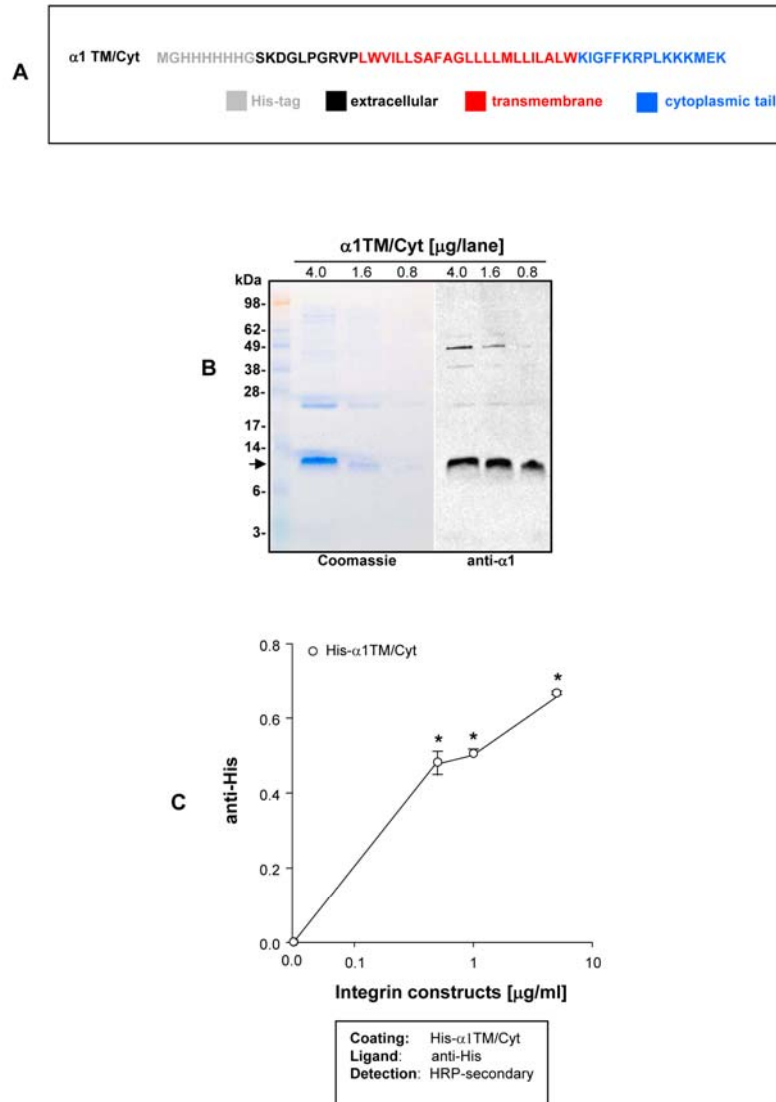 A
α1 TM/Cyt MGHHHHHHGSKDGLPGRVPLWVILLSAFAGLLLLMLLILALWKIGFFKRPLKKKMEK
His-tag extracellular transmembrane cytoplasmic tail
B
α1TM/Cyt [µg/lane]
kDa 4.0 1.6 0.8 4.0 1.6 0.8
98-
62-
49-
38-
28-
17-
14-
6-
3-
Coomassie anti-α1
C
0.8
His-α1TM/Cyt
* * *
0.6
0.4
0.2
0.0
anti-His
0.0 0.1 1 10
Integrin constructs [µg/ml]
Coating: His-α1TM/Cyt
Ligand: anti-His
Detection: HRP-secondary